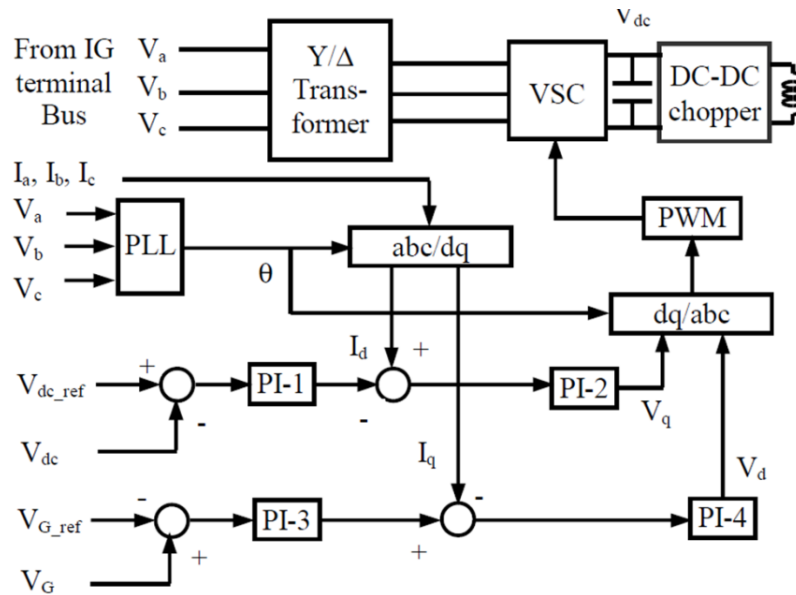 From IG
terminal
Bus
Va
Vb
Vc
Y/Δ
Trans-
former
VSC
Vdc
DC-DC
chopper
Ia, Ib, Ic
Va
Vb
Vc
PLL
θ
abc/dq
PWM
dq/abc
Id
+
-
Vdc_ref
+
-
Vdc
PI-1
PI-2
Vq
Iq
Vd
VG_ref
-
+
VG
PI-3
+
-
PI-4